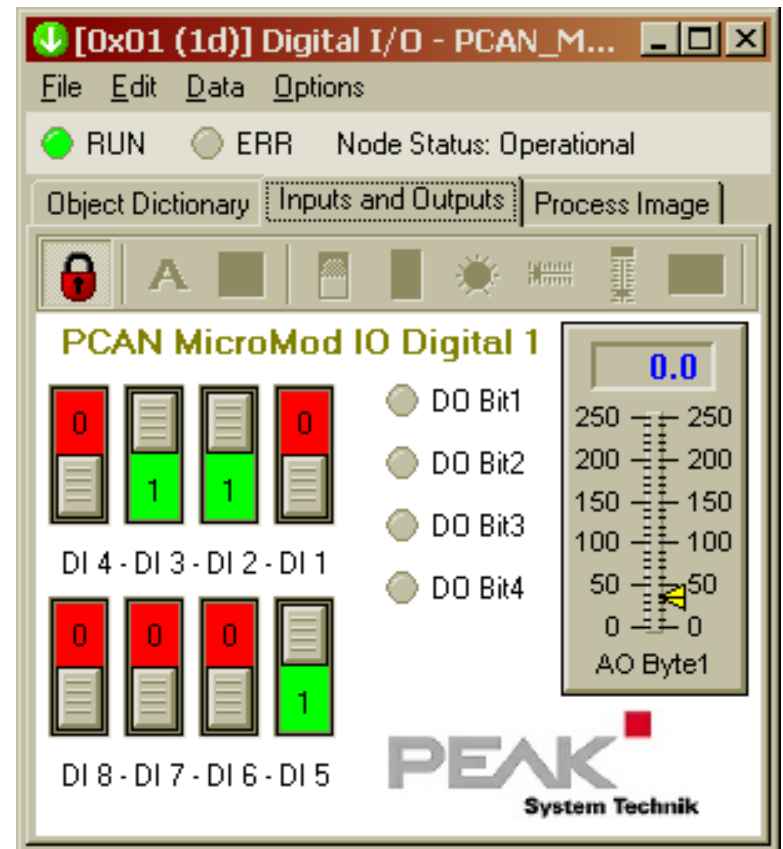 [0x01 (1d)] Digital I/O - PCAN_M...
File Edit Data Options
RUN ERR Node Status: Operational
Object Dictionary Inputs and Outputs Process Image
A
PCAN MicroMod IO Digital 1
0 1 1 0
DI 4 - DI 3 - DI 2 - DI 1
0 0 0 1
DI 8 - DI 7 - DI 6 - DI 5
DO Bit1
DO Bit2
DO Bit3
DO Bit4
0.0
250 250
200 200
150 150
100 100
50 50
0 0
AO Byte1
PEAK
System Technik